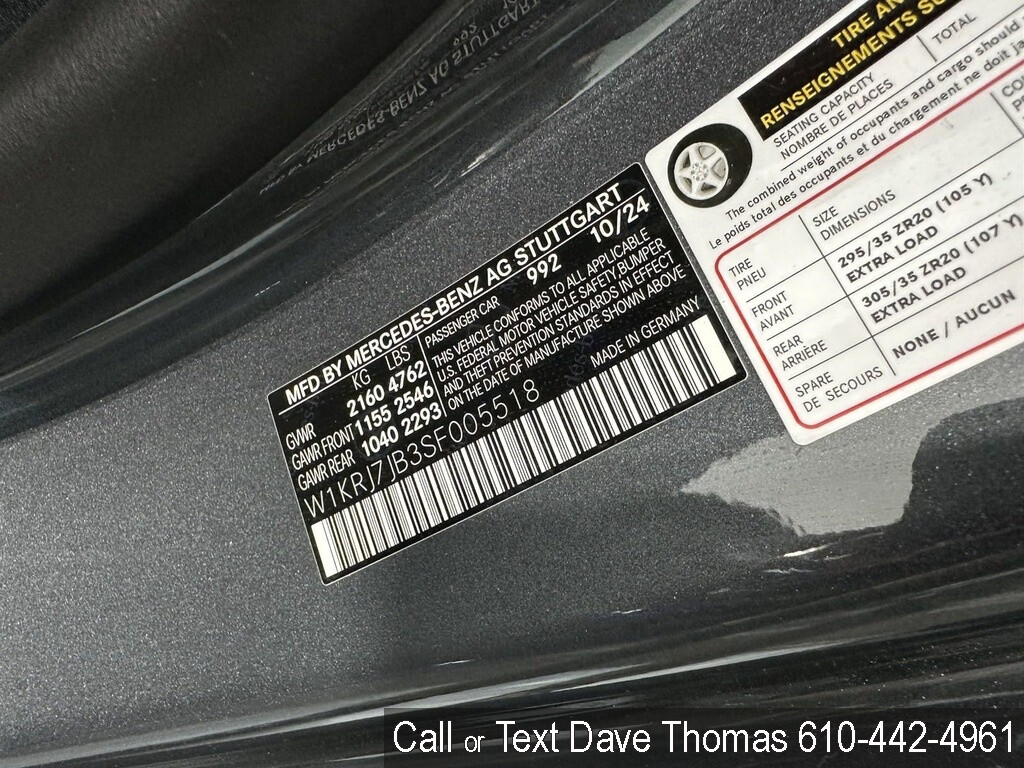 MFD BY MERCEDES-BENZ AG STUTTGART
KG LBS
GVWR 2160 4762
GAWR FRONT 1155 2546
GAWR REAR 1040 2293
PASSENGER CAR 992 10/24
THIS VEHICLE CONFORMS TO ALL APPLICABLE
U.S. FEDERAL MOTOR VEHICLE SAFETY BUMPER
AND THEFT PREVENTION STANDARDS IN EFFECT
ON THE DATE OF MANUFACTURE SHOWN ABOVE.
MADE IN GERMANY
W1KRJ7JB3SF005518
TIRE AN
RENSEIGNEMENTS SU
SEATING CAPACITY
NOMBRE DE PLACES
TOTAL
The combined weight of occupants and cargo should
Le poids total des occupants et du chargement ne doit ja
TIRE
PNEU
SIZE
DIMENSIONS
FRONT
AVANT
295/35 ZR20 (105 Y)
EXTRA LOAD
REAR
ARRIÈRE
305/35 ZR20 (107 Y)
EXTRA LOAD
SPARE
DE SECOURS
NONE / AUCUN
Call or Text Dave Thomas 610-442-4961